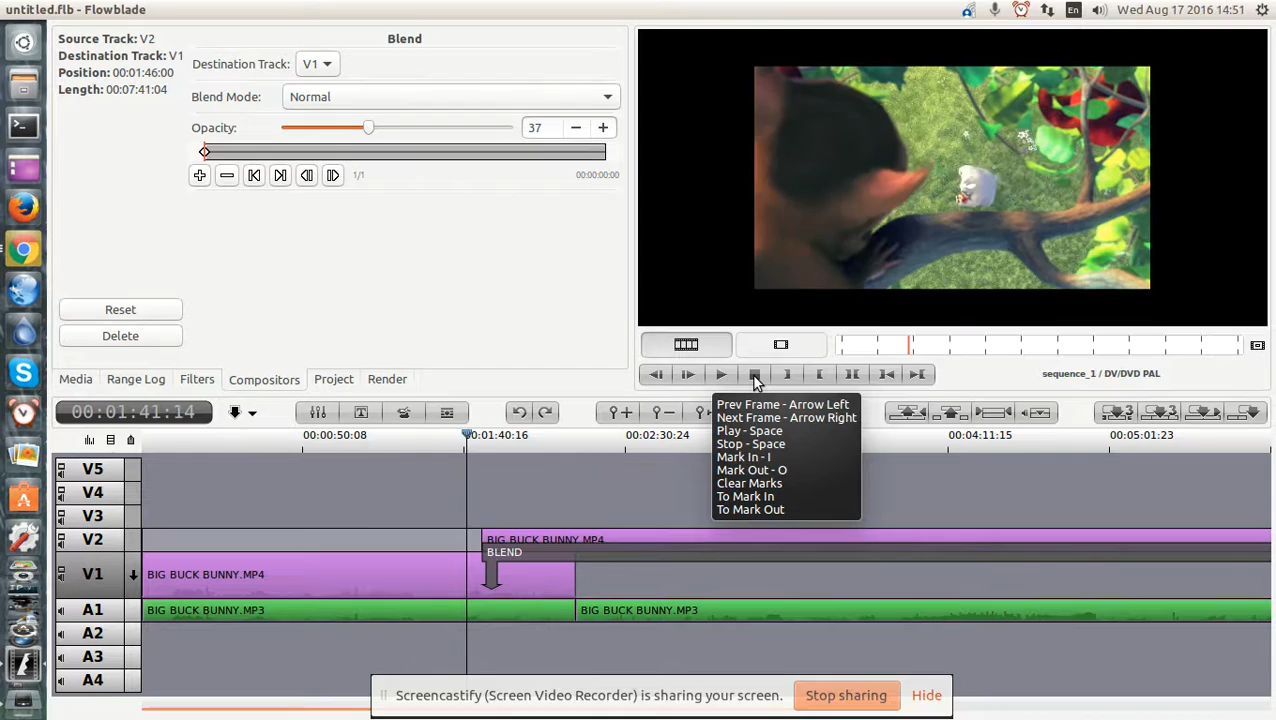 untitled.flb - Flowblade
En
Wed Aug 17 2016 14:51
Source Track: V2
Destination Track: V1
Position: 00:01:46:00
Length: 00:07:41:04
Blend
Destination Track: V1
Blend Mode: Normal
Opacity: 37
1/1
00:00:00:00
Reset
Delete
Media
Range Log
Filters
Compositors
Project
Render
sequence_1 / DV/DVD PAL
00:01:41:14
3
3
Prev Frame - Arrow Left
Next Frame - Arrow Right
Play - Space
Stop - Space
Mark In - I
Mark Out - O
Clear Marks
To Mark In
To Mark Out
00:00:50:08
00:01:40:16
00:02:30:24
00:04:11:15
00:05:01:23
V5
V4
V3
V2
BIG BUCK BUNNY.MP4
BLEND
V1
BIG BUCK BUNNY.MP4
A1
BIG BUCK BUNNY.MP3
BIG BUCK BUNNY.MP3
A2
A3
A4
Screencastify (Screen Video Recorder) is sharing your screen.
Stop sharing
Hide